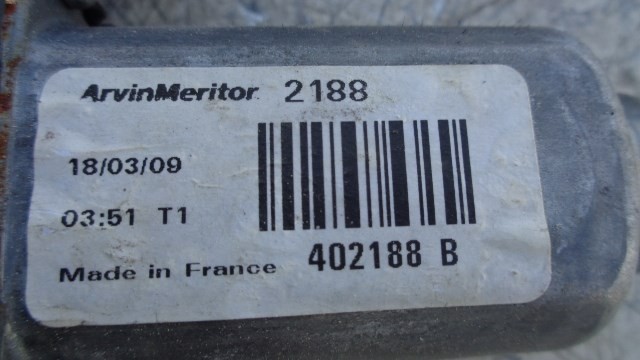 ArvinMeritor 2188
18/03/09
03:51 T1
402188 B
Made in France